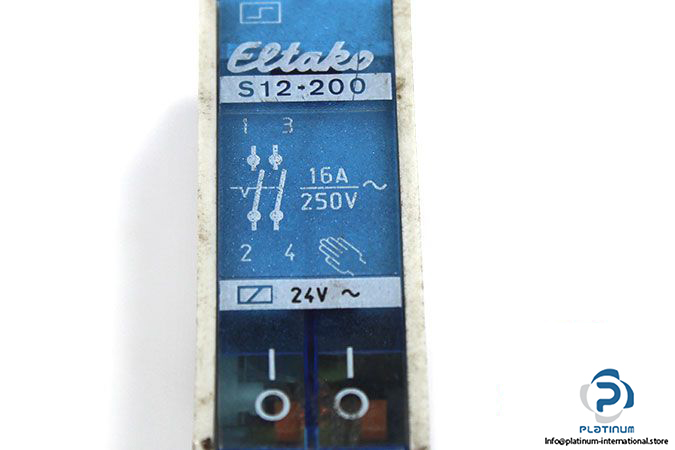 Eltako
S12-200
1 3
16A
250V ~
2 4
24V ~
I I
O O
PLATINUM
Info@platinum-international.store